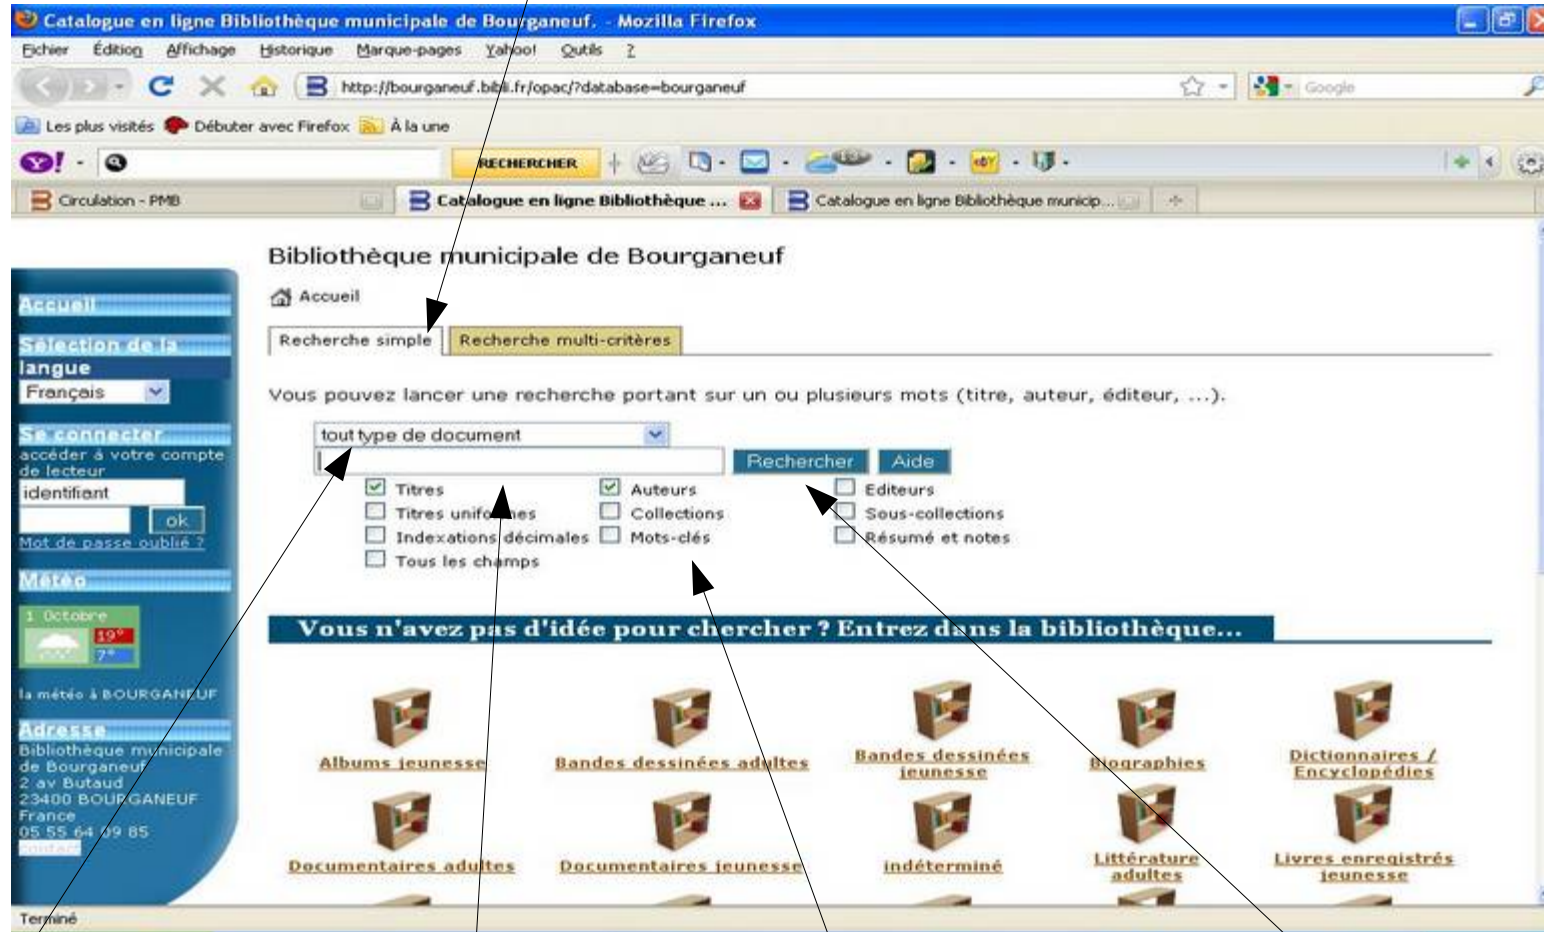 Catalogue en ligne Bibliothèque municipale de Bourganeuf. - Mozilla Firefox
Fichier Édition Affichage Historique Marque-pages Yahoo! Outils ?
http://bourganeuf.bibli.fr/opac/?database=bourganeuf
Google
Les plus visités Débuter avec Firefox À la une
Y! RECHERCHER
Circulation - PMB
Catalogue en ligne Bibliothèque ...
Catalogue en ligne Bibliothèque municip...
Bibliothèque municipale de Bourganeuf
Accueil
Recherche simple
Recherche multi-critères
Vous pouvez lancer une recherche portant sur un ou plusieurs mots (titre, auteur, éditeur, ...).
tout type de document
Rechercher
Aide
Titres
Auteurs
Editeurs
Titres uniformes
Collections
Sous-collections
Indexations décimales
Mots-clés
Résumé et notes
Tous les champs
Accueil
Sélection de la
langue
Français
Se connecter
accéder à votre compte
de lecteur
identifiant
ok
Mot de passe oublié ?
Météo
1 Octobre
19°
7°
la météo à BOURGANEUF
Adresse
Bibliothèque municipale
de Bourganeuf
2 av Butaud
23400 BOURGANEUF
France
05 55 64 09 85
contact
Vous n'avez pas d'idée pour chercher ? Entrez dans la bibliothèque...
Albums jeunesse
Bandes dessinées adultes
Bandes dessinées
jeunesse
Biographies
Dictionnaires /
Encyclopédies
Documentaires adultes
Documentaires jeunesse
indéterminé
Littérature
adultes
Livres enregistrés
jeunesse
Terminé